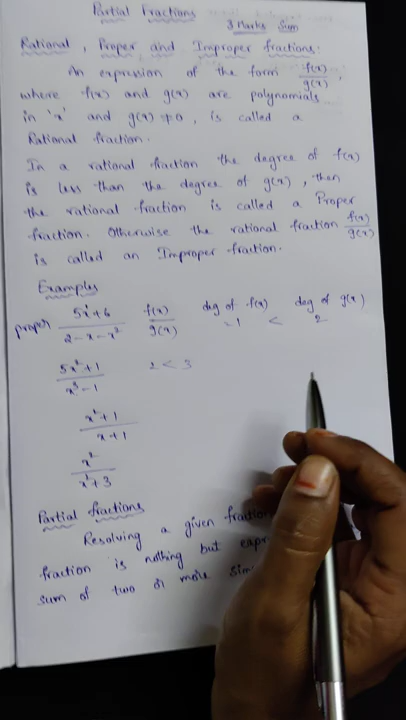 Partial Fractions
3 Marks Sum
Rational, Proper and Improper fractions.
An expression of the form f(x)/g(x),
where f(x) and g(x) are polynomials
in 'x' and g(x) ≠ 0, is called a
Rational fraction.
In a rational fraction the degree of f(x)
is less than the degree of g(x), then
the rational fraction is called a Proper
fraction. Otherwise the rational fraction f(x)/g(x)
is called an Improper fraction.
Examples
proper (5x+6)/(2-x-x²) f(x)/g(x) deg of f(x) =1 < deg of g(x) 2
(5x²+1)/(x³-1) 2 < 3
(x²+1)/(x+1)
x²/(x²+3)
Partial fractions
Resolving a given fraction
fraction is nothing but
sum of two or more